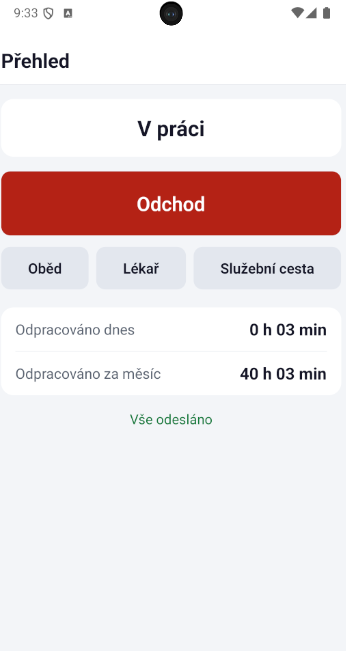 9:33
Přehled
V práci
Odchod
Oběd Lékař Služební cesta
Odpracováno dnes 0 h 03 min
Odpracováno za měsíc 40 h 03 min
Vše odesláno